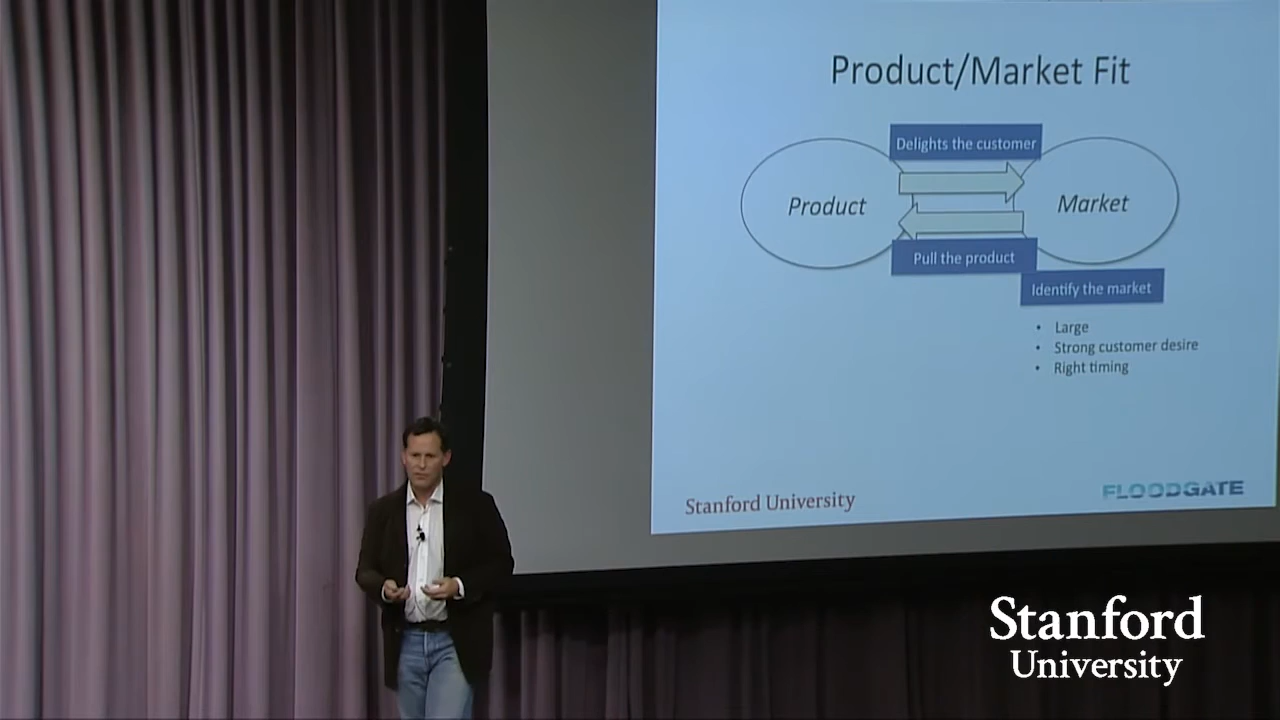 Product/Market Fit
Delights the customer
Product
Market
Pull the product
Identify the market
• Large
• Strong customer desire
• Right timing
Stanford University
FLOODGATE
Stanford
University